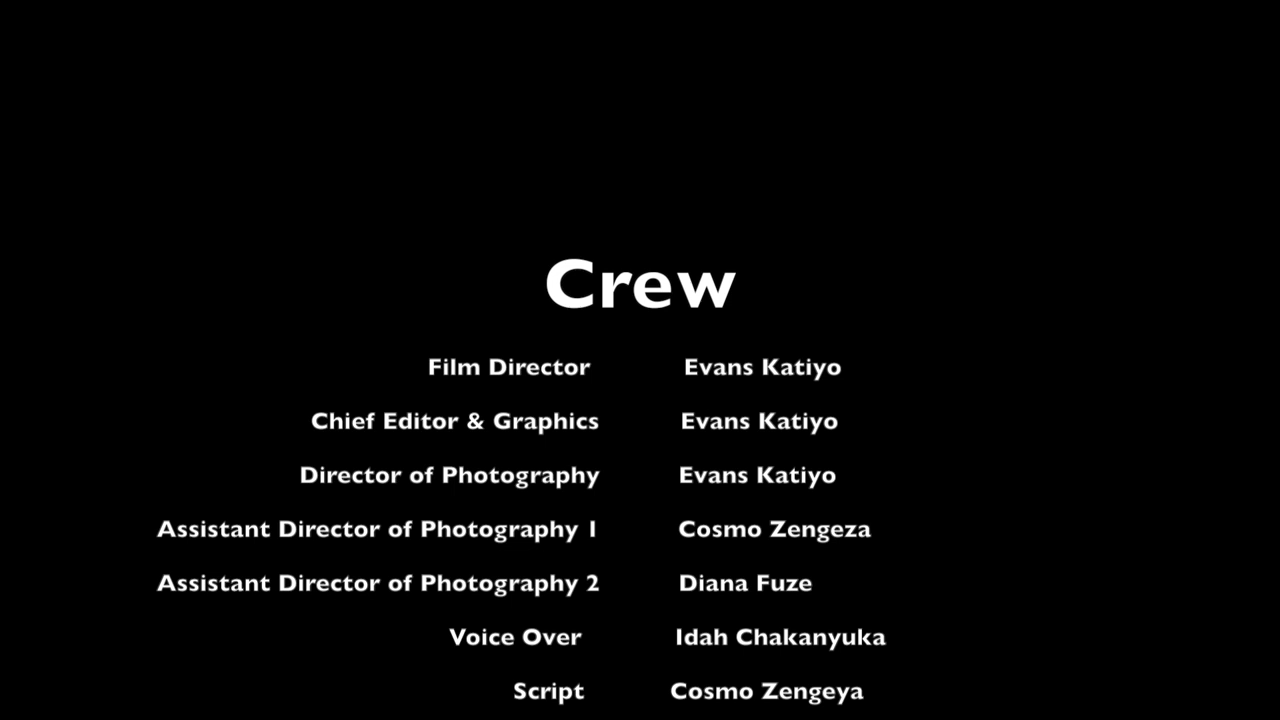 Crew
Film Director Evans Katiyo
Chief Editor & Graphics Evans Katiyo
Director of Photography Evans Katiyo
Assistant Director of Photography 1 Cosmo Zengeza
Assistant Director of Photography 2 Diana Fuze
Voice Over Idah Chakanyuka
Script Cosmo Zengeya